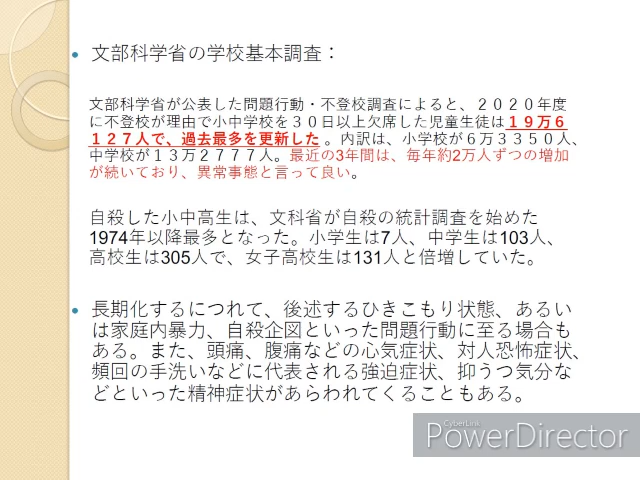 文部科学省の学校基本調査：
文部科学省が公表した問題行動・不登校調査によると、２０２０年度
に不登校が理由で小中学校を３０日以上欠席した児童生徒は１９万６
１２７人で、過去最多を更新した 。内訳は、小学校が６万３３５０人、
中学校が１３万２７７７人。最近の3年間は、毎年約2万人ずつの増加
が続いており、異常事態と言って良い。
自殺した小中高生は、文科省が自殺の統計調査を始めた
1974年以降最多となった。小学生は7人、中学生は103人、
高校生は305人で、女子高校生は131人と倍増していた。
長期化するにつれて、後述するひきこもり状態、あるい
は家庭内暴力、自殺企図といった問題行動に至る場合も
ある。また、頭痛、腹痛などの心気症状、対人恐怖症状、
頻回の手洗いなどに代表される強迫症状、抑うつ気分な
どといった精神症状があらわれてくることもある。
CyberLink
PowerDirector